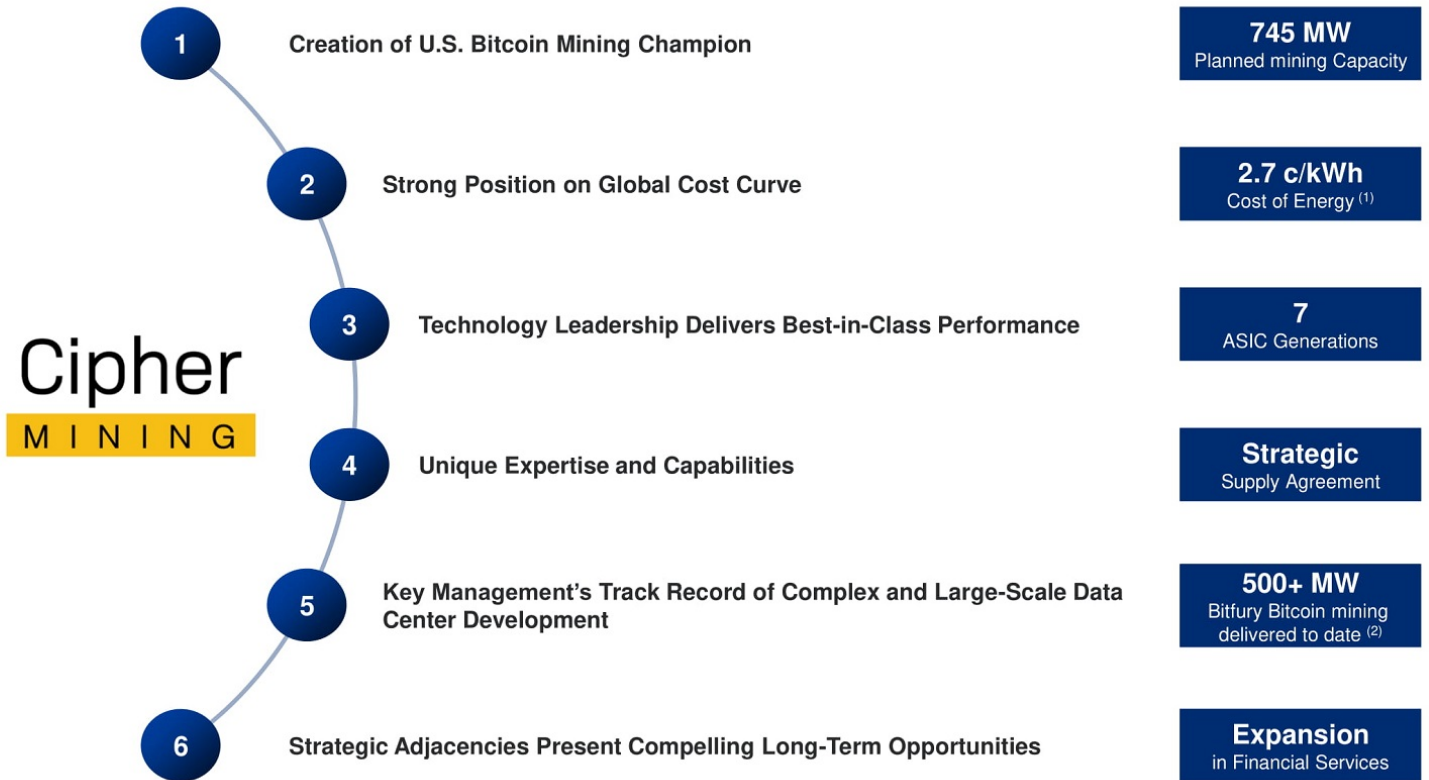 1
Creation of U.S. Bitcoin Mining Champion
745 MW
Planned mining Capacity
2
Strong Position on Global Cost Curve
2.7 c/kWh
Cost of Energy (1)
3
Technology Leadership Delivers Best-in-Class Performance
7
ASIC Generations
Cipher
MINING
4
Unique Expertise and Capabilities
Strategic
Supply Agreement
5
Key Management’s Track Record of Complex and Large-Scale Data
Center Development
500+ MW
Bitfury Bitcoin mining
delivered to date (2)
6
Strategic Adjacencies Present Compelling Long-Term Opportunities
Expansion
in Financial Services